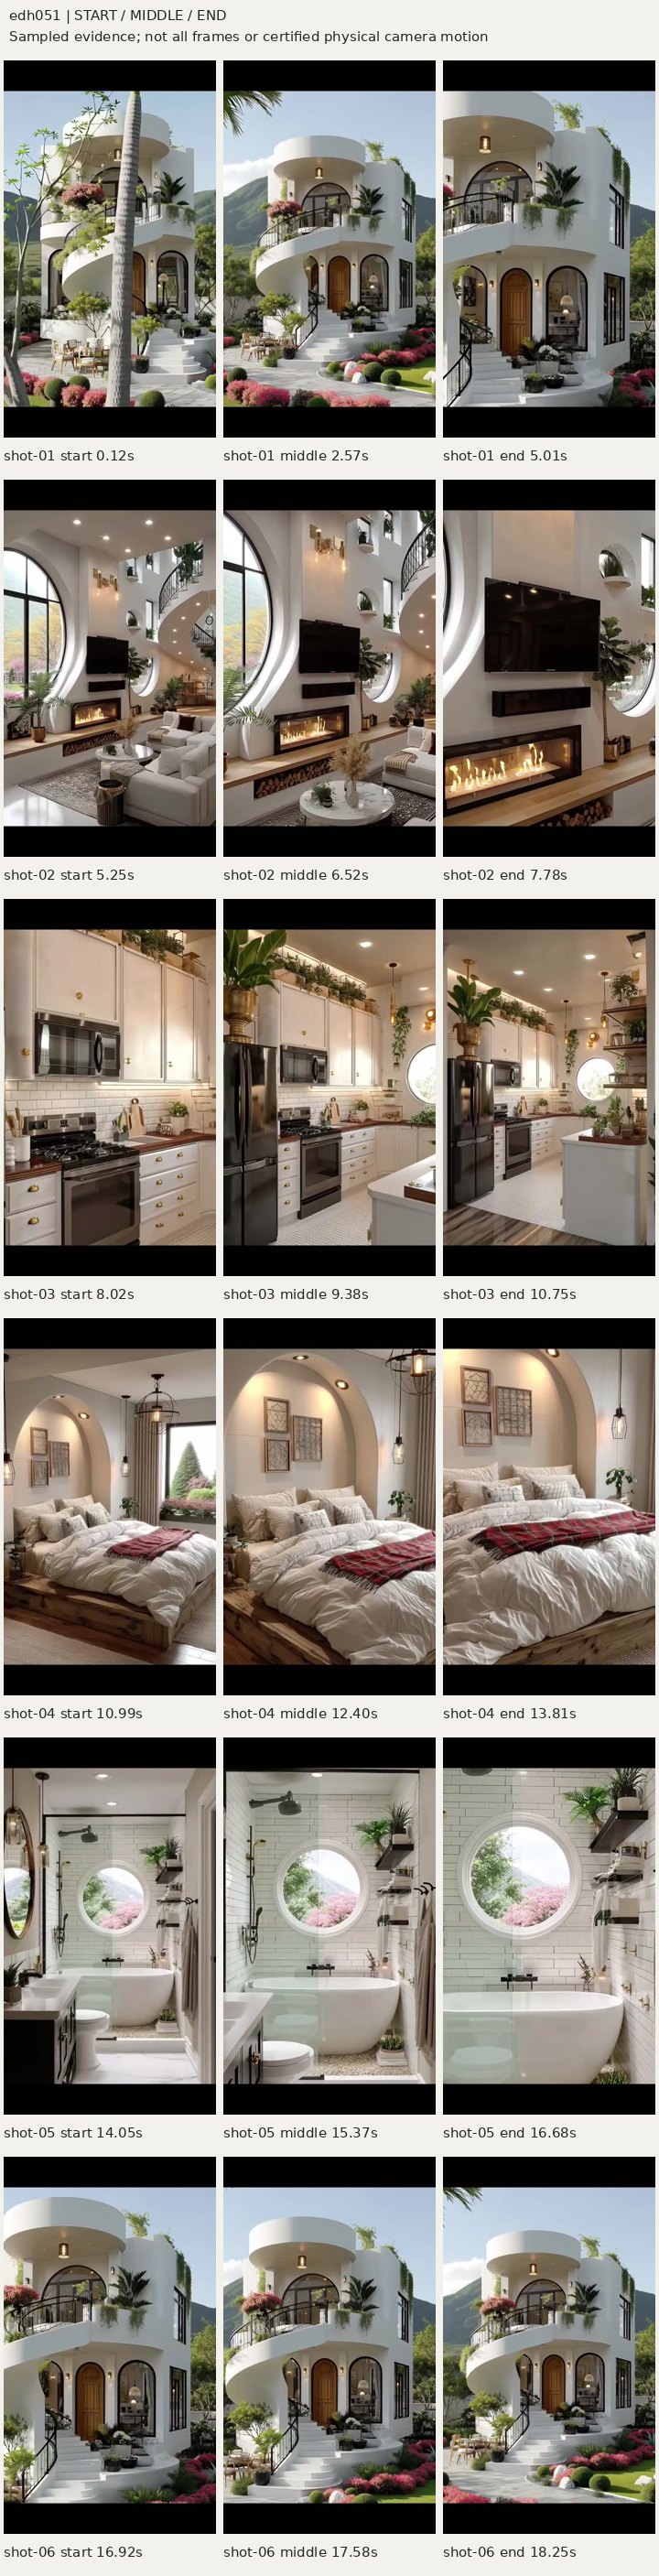 edh051 | START / MIDDLE / END
Sampled evidence; not all frames or certified physical camera motion
shot-01 start 0.12s
shot-01 middle 2.57s
shot-01 end 5.01s
shot-02 start 5.25s
shot-02 middle 6.52s
shot-02 end 7.78s
shot-03 start 8.02s
shot-03 middle 9.38s
shot-03 end 10.75s
shot-04 start 10.99s
shot-04 middle 12.40s
shot-04 end 13.81s
shot-05 start 14.05s
shot-05 middle 15.37s
shot-05 end 16.68s
shot-06 start 16.92s
shot-06 middle 17.58s
shot-06 end 18.25s